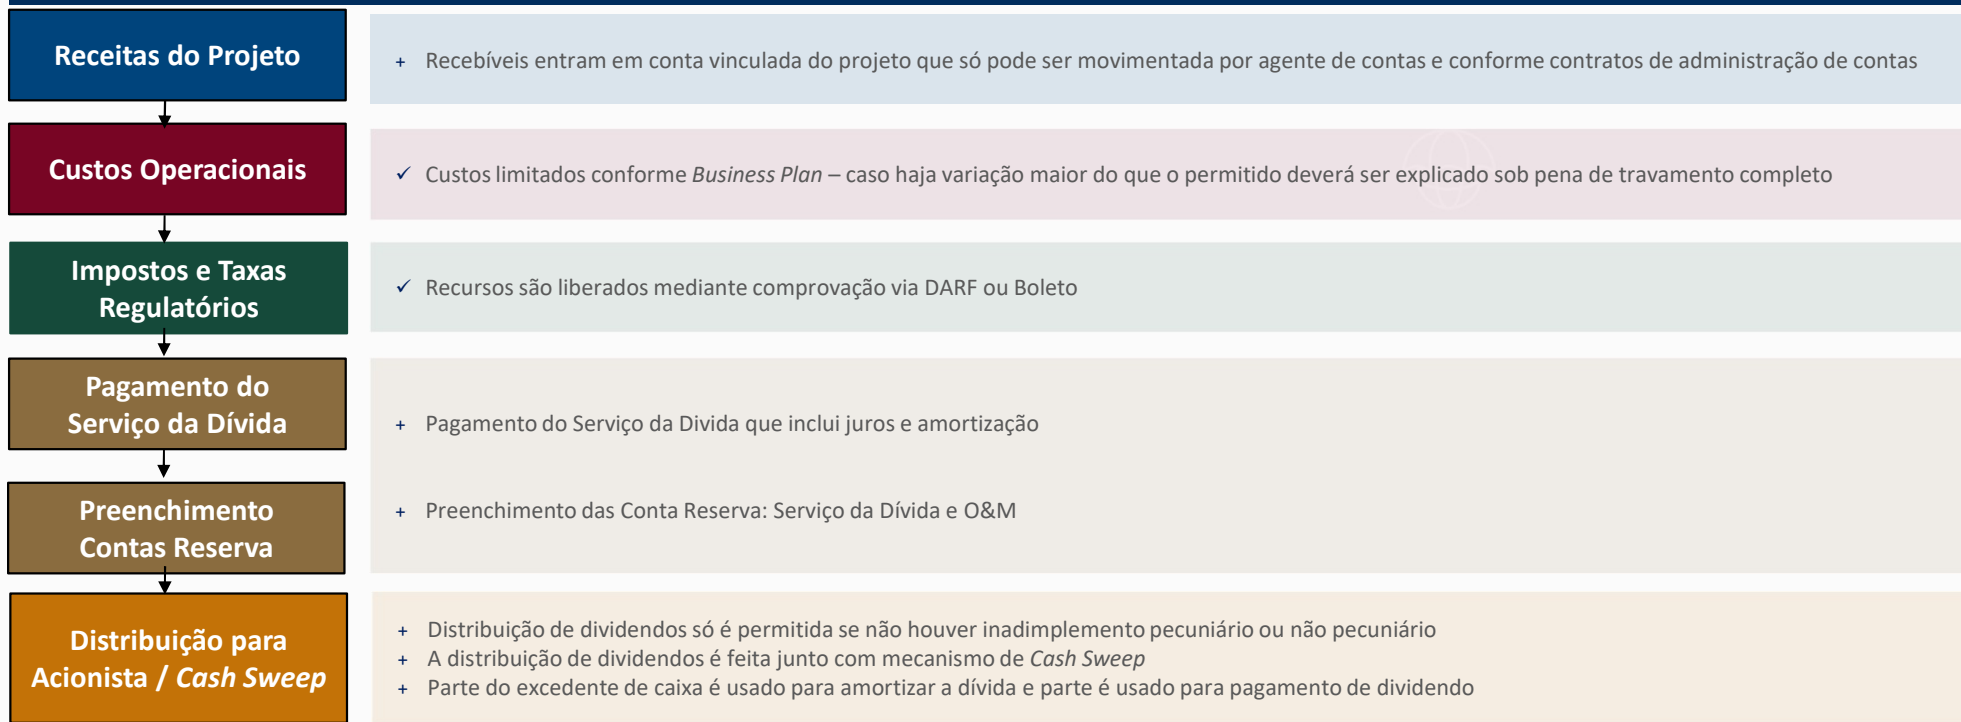 Receitas do Projeto
+ Recebíveis entram em conta vinculada do projeto que só pode ser movimentada por agente de contas e conforme contratos de administração de contas
Custos Operacionais
✓ Custos limitados conforme Business Plan – caso haja variação maior do que o permitido deverá ser explicado sob pena de travamento completo
Impostos e Taxas
Regulatórios
✓ Recursos são liberados mediante comprovação via DARF ou Boleto
Pagamento do
Serviço da Dívida
+ Pagamento do Serviço da Divida que inclui juros e amortização
Preenchimento
Contas Reserva
+ Preenchimento das Conta Reserva: Serviço da Dívida e O&M
Distribuição para
Acionista / Cash Sweep
+ Distribuição de dividendos só é permitida se não houver inadimplemento pecuniário ou não pecuniário
+ A distribuição de dividendos é feita junto com mecanismo de Cash Sweep
+ Parte do excedente de caixa é usado para amortizar a dívida e parte é usado para pagamento de dividendo